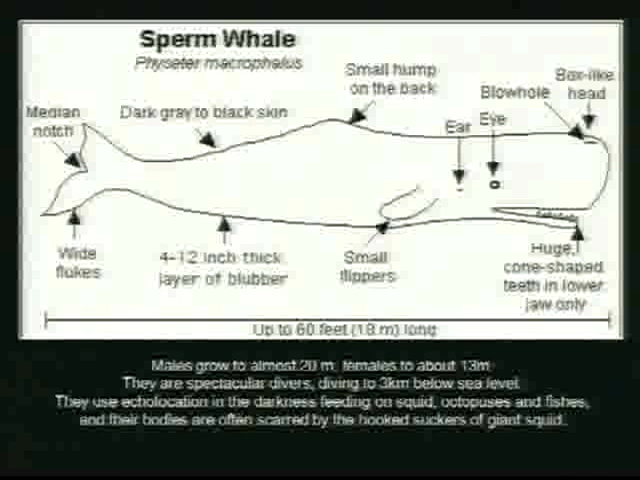 Sperm Whale
Physeter macrophalus
Small hump
on the back
Box-like
head
Blowhole
Median
notch
Dark gray to black skin
Ear
Eye
Wide
flukes
4-12 inch thick
layer of blubber
Small
flippers
Huge,
cone-shaped
teeth in lower
jaw only
Up to 60 feet (18 m) long
Males grow to almost 20 m, females to about 13m.
They are spectacular divers, diving to 3km below sea level.
They use echolocation in the darkness feeding on squid, octopuses and fishes,
and their bodies are often scarred by the hooked suckers of giant squid.